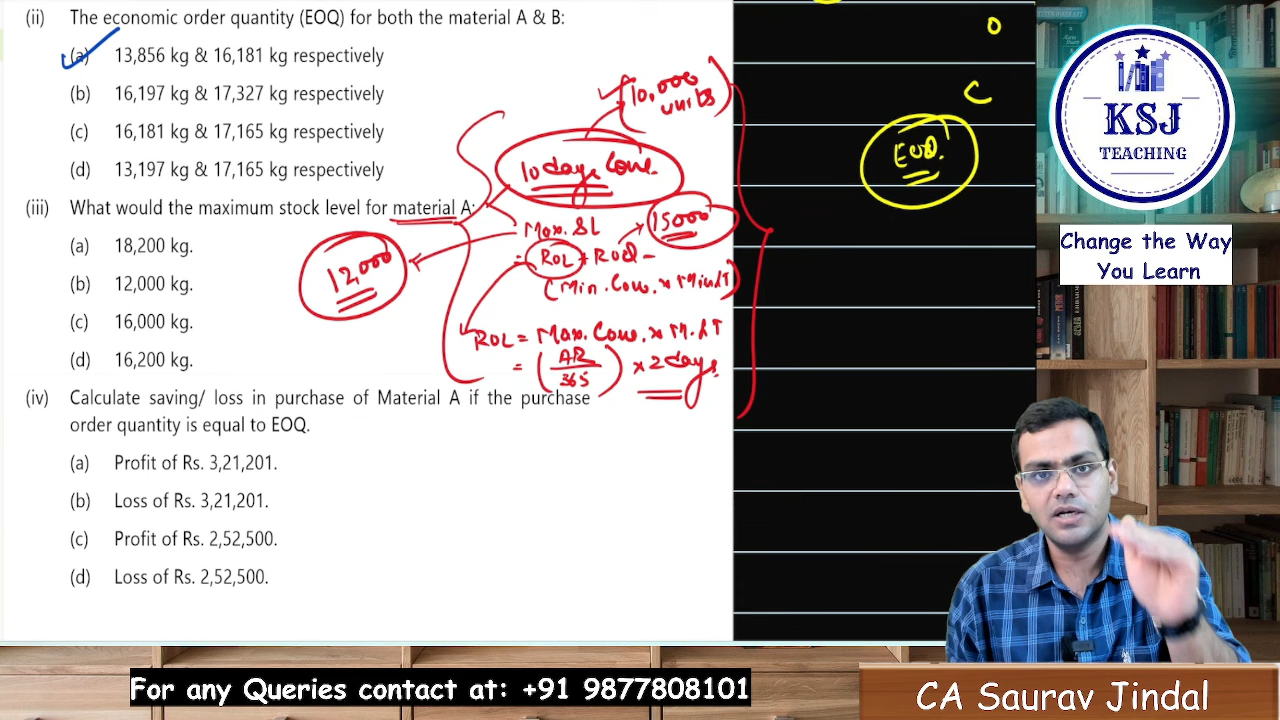 (ii) The economic order quantity (EOQ) for both the material A & B:
(a) 13,856 kg & 16,181 kg respectively
(b) 16,197 kg & 17,327 kg respectively
(c) 16,181 kg & 17,165 kg respectively
(d) 13,197 kg & 17,165 kg respectively
(iii) What would the maximum stock level for material A:
(a) 18,200 kg.
(b) 12,000 kg.
(c) 16,000 kg.
(d) 16,200 kg.
(iv) Calculate saving/ loss in purchase of Material A if the purchase
order quantity is equal to EOQ.
(a) Profit of Rs. 3,21,201.
(b) Loss of Rs. 3,21,201.
(c) Profit of Rs. 2,52,500.
(d) Loss of Rs. 2,52,500.
10,000
units
10 days Con.
15000
Max. SL
= ROL + ROQ -
(Min. Con. x Min LT)
12,000
ROL = Max. Con. x M. LT
= (AR/365) x 2 days
O
C
EOQ.
KSJ
TEACHING
Change the Way
You Learn
For any Queries contact at: +91 9877808101
CA Saurav Jindal